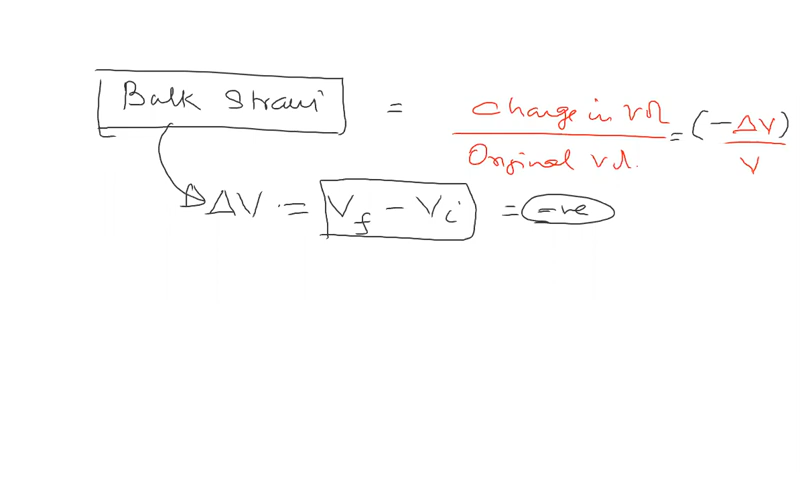 Bulk Strain = Change in vol / Original vol. = (-ΔV) / V
ΔV = V_f - V_i = -ve